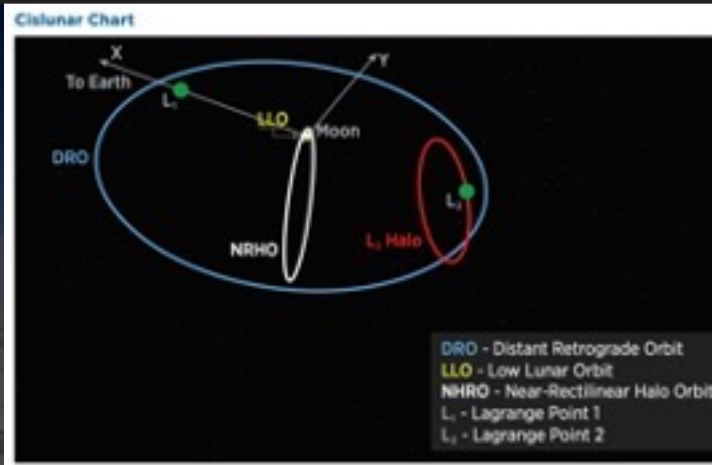 Cislunar Chart
X
Y
To Earth
L₁
LLO
Moon
DRO
L₂
NRHO
L₂ Halo
DRO - Distant Retrograde Orbit
LLO - Low Lunar Orbit
NHRO - Near-Rectilinear Halo Orbit
L₁ - Lagrange Point 1
L₂ - Lagrange Point 2